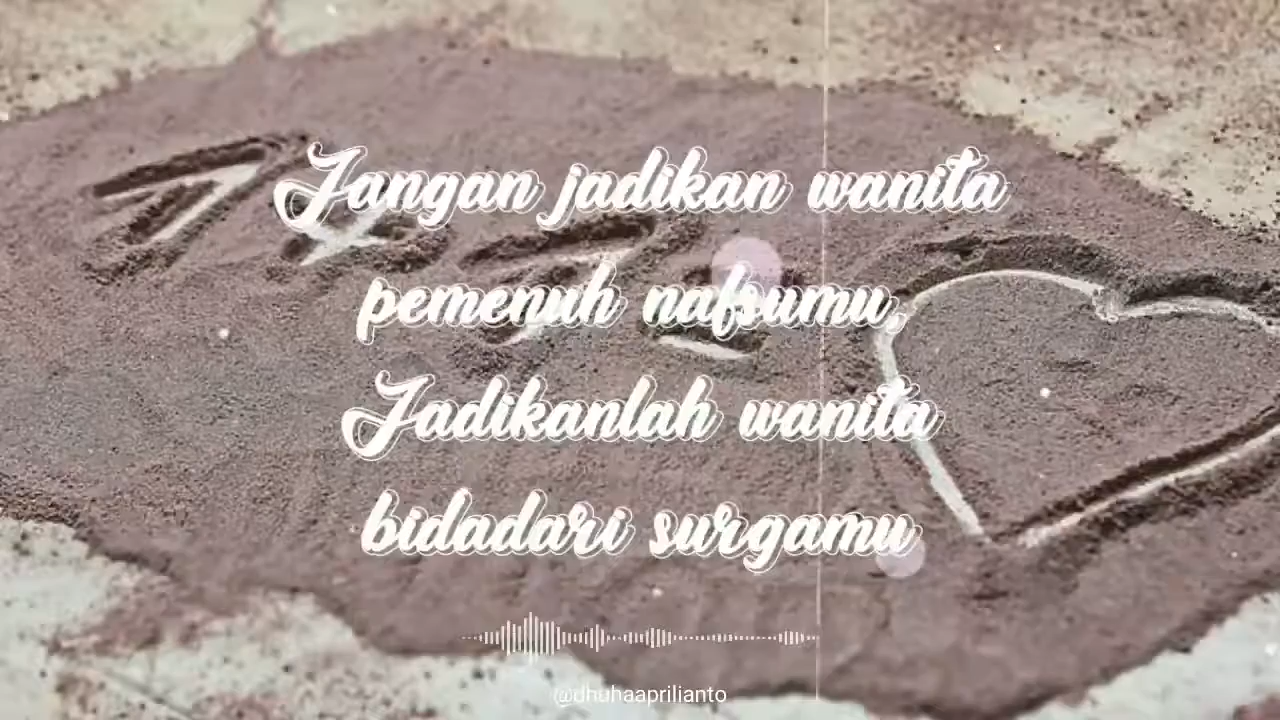 Jangan jadikan wanita
pemenuh nafsumu,
Jadikanlah wanita
bidadari surgamu
@dhuhaaprilianto